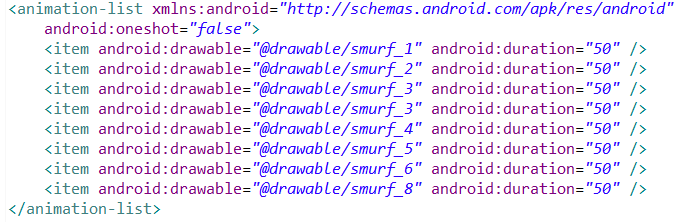 <animation-list xmlns:android="http://schemas.android.com/apk/res/android"
    android:oneshot="false">
    <item android:drawable="@drawable/smurf_1" android:duration="50" />
    <item android:drawable="@drawable/smurf_2" android:duration="50" />
    <item android:drawable="@drawable/smurf_3" android:duration="50" />
    <item android:drawable="@drawable/smurf_3" android:duration="50" />
    <item android:drawable="@drawable/smurf_4" android:duration="50" />
    <item android:drawable="@drawable/smurf_5" android:duration="50" />
    <item android:drawable="@drawable/smurf_6" android:duration="50" />
    <item android:drawable="@drawable/smurf_8" android:duration="50" />
</animation-list>